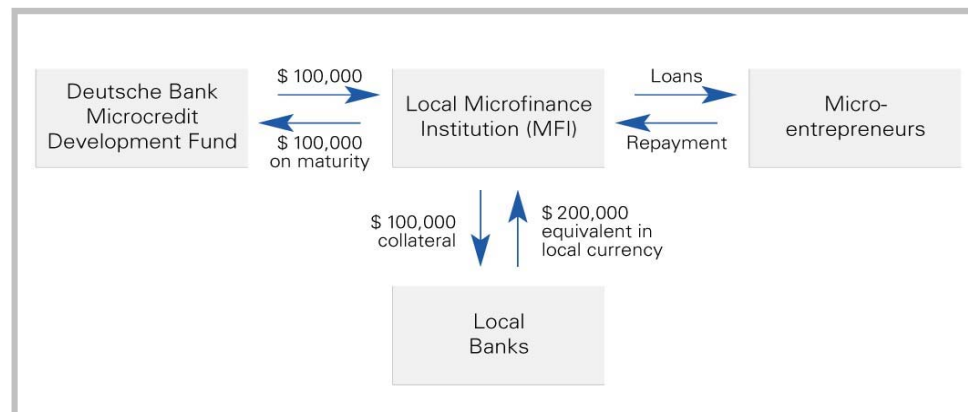 Deutsche Bank
Microcredit
Development Fund
$ 100,000
$ 100,000
on maturity
Local Microfinance
Institution (MFI)
Loans
Repayment
Micro-
entrepreneurs
$ 100,000
collateral
$ 200,000
equivalent in
local currency
Local
Banks